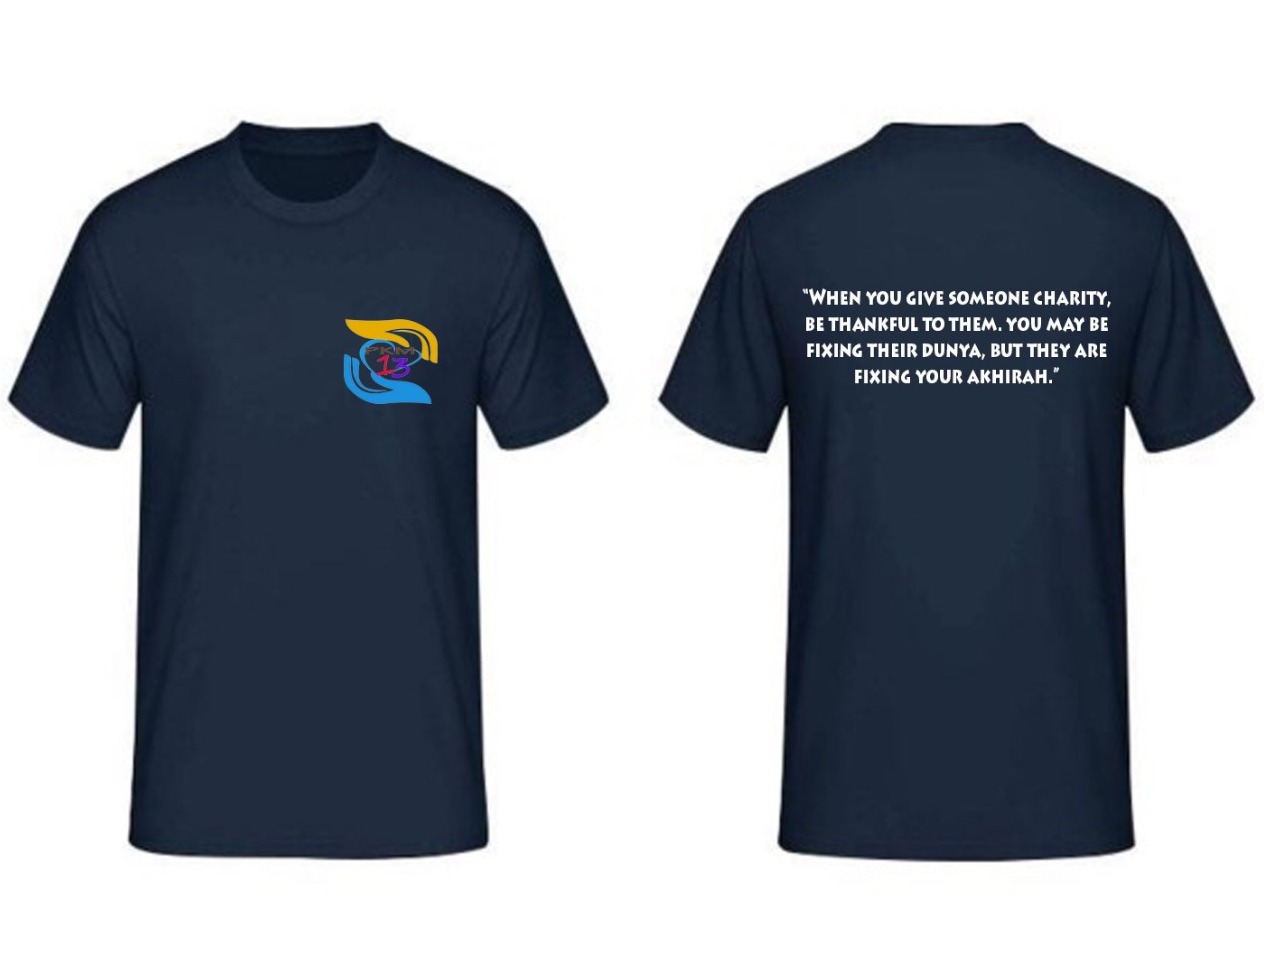 PKM
13
"When you give someone charity,
be thankful to them. you may be
fixing their dunya, but they are
fixing your akhirah."